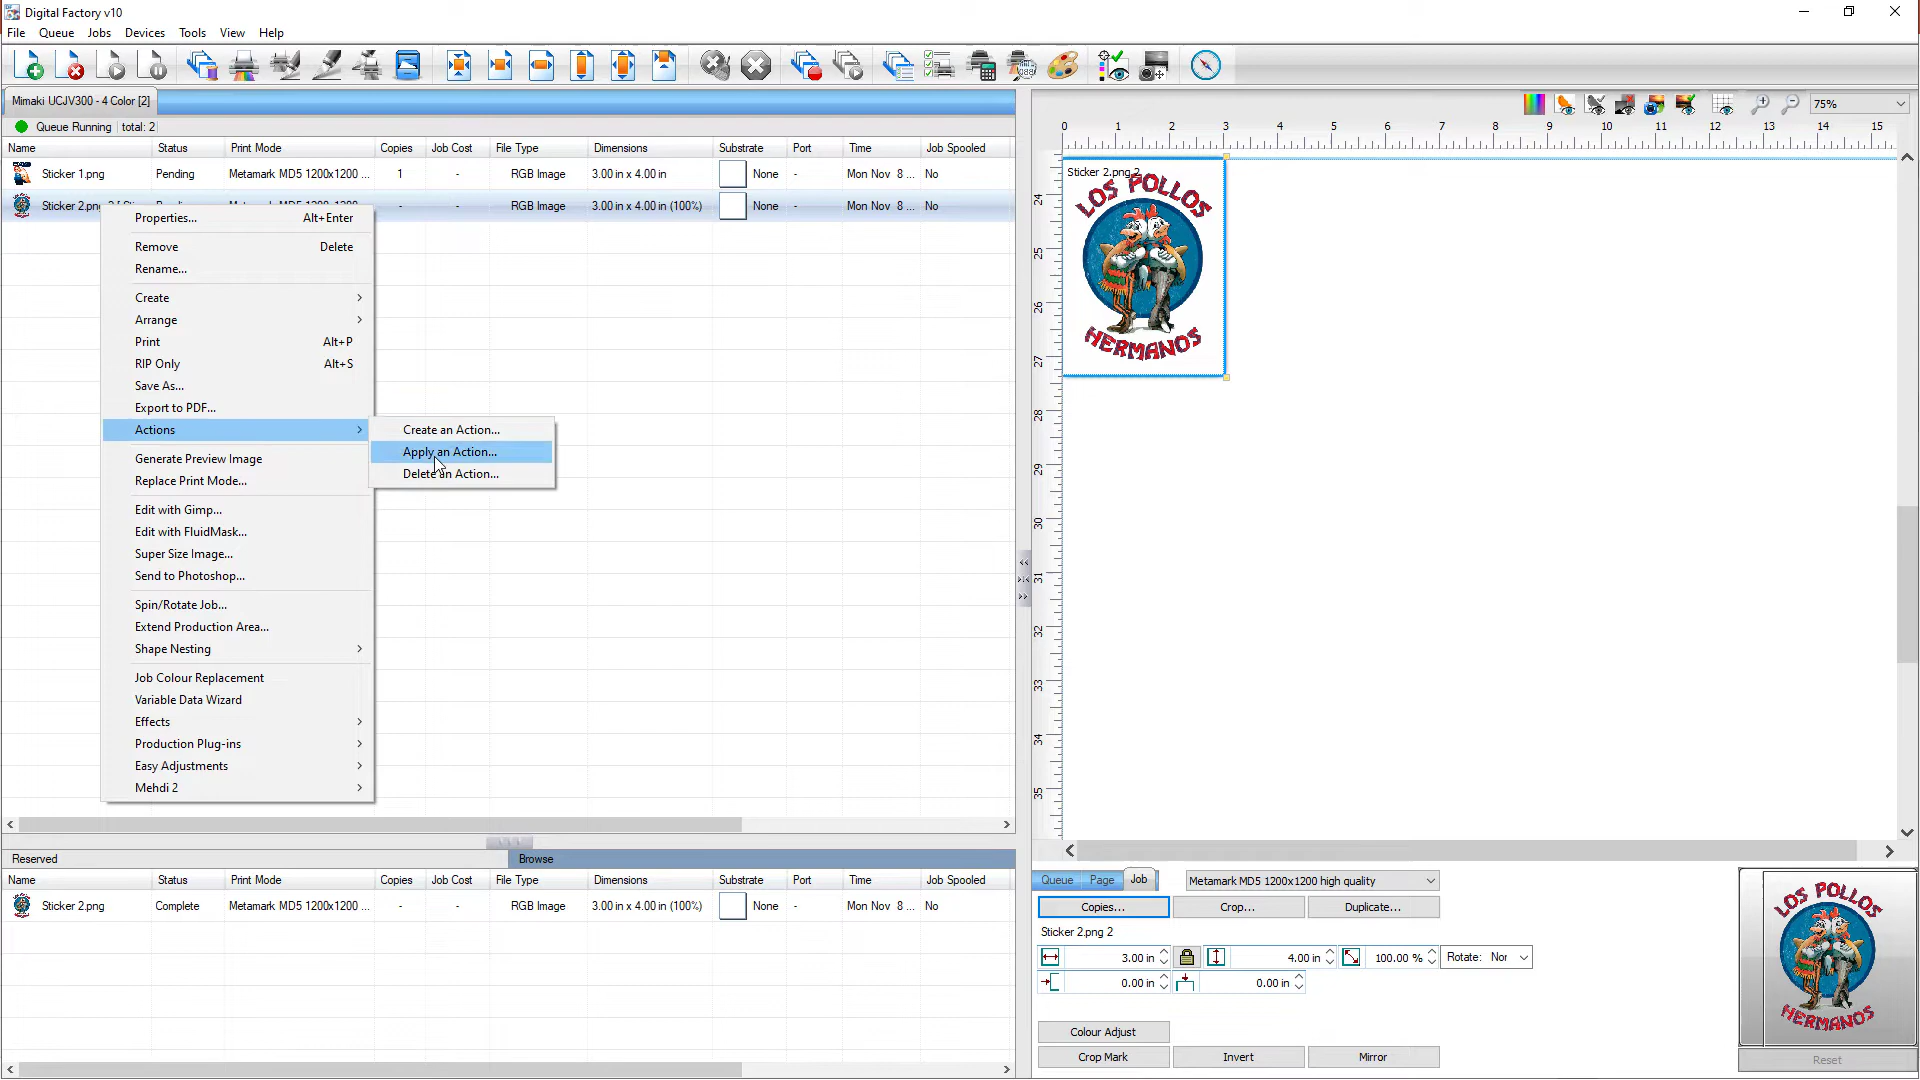 Digital Factory v10
File Queue Jobs Devices Tools View Help
Mimaki UCJV300 - 4 Color [2]
Queue Running total: 2
Name Status Print Mode Copies Job Cost File Type Dimensions Substrate Port Time Job Spooled
Sticker 1.png Pending Metamark MD5 1200x1200 ... 1 - RGB Image 3.00 in x 4.00 in None - Mon Nov 8 ... No
Sticker 2.png - - RGB Image 3.00 in x 4.00 in (100%) None - Mon Nov 8 ... No
Properties... Alt+Enter
Remove Delete
Rename...
Create
Arrange
Print Alt+P
RIP Only Alt+S
Save As...
Export to PDF...
Actions
Create an Action...
Apply an Action...
Delete an Action...
Generate Preview Image
Replace Print Mode...
Edit with Gimp...
Edit with FluidMask...
Super Size Image...
Send to Photoshop...
Spin/Rotate Job...
Extend Production Area...
Shape Nesting
Job Colour Replacement
Variable Data Wizard
Effects
Production Plug-ins
Easy Adjustments
Mehdi 2
75%
0 1 2 3 4 5 6 7 8 9 10 11 12 13 14 15
24
25
26
27
28
29
30
31
32
33
34
35
Sticker 2.png 2
LOS POLLOS
HERMANOS
Reserved Browse
Name Status Print Mode Copies Job Cost File Type Dimensions Substrate Port Time Job Spooled
Sticker 2.png Complete Metamark MD5 1200x1200 ... - - RGB Image 3.00 in x 4.00 in (100%) None - Mon Nov 8 ... No
Queue Page Job Metamark MD5 1200x1200 high quality
Copies... Crop... Duplicate...
Sticker 2.png 2
3.00 in 4.00 in 100.00 % Rotate: Nor
0.00 in 0.00 in
Colour Adjust
Crop Mark Invert Mirror
LOS POLLOS
HERMANOS
Reset